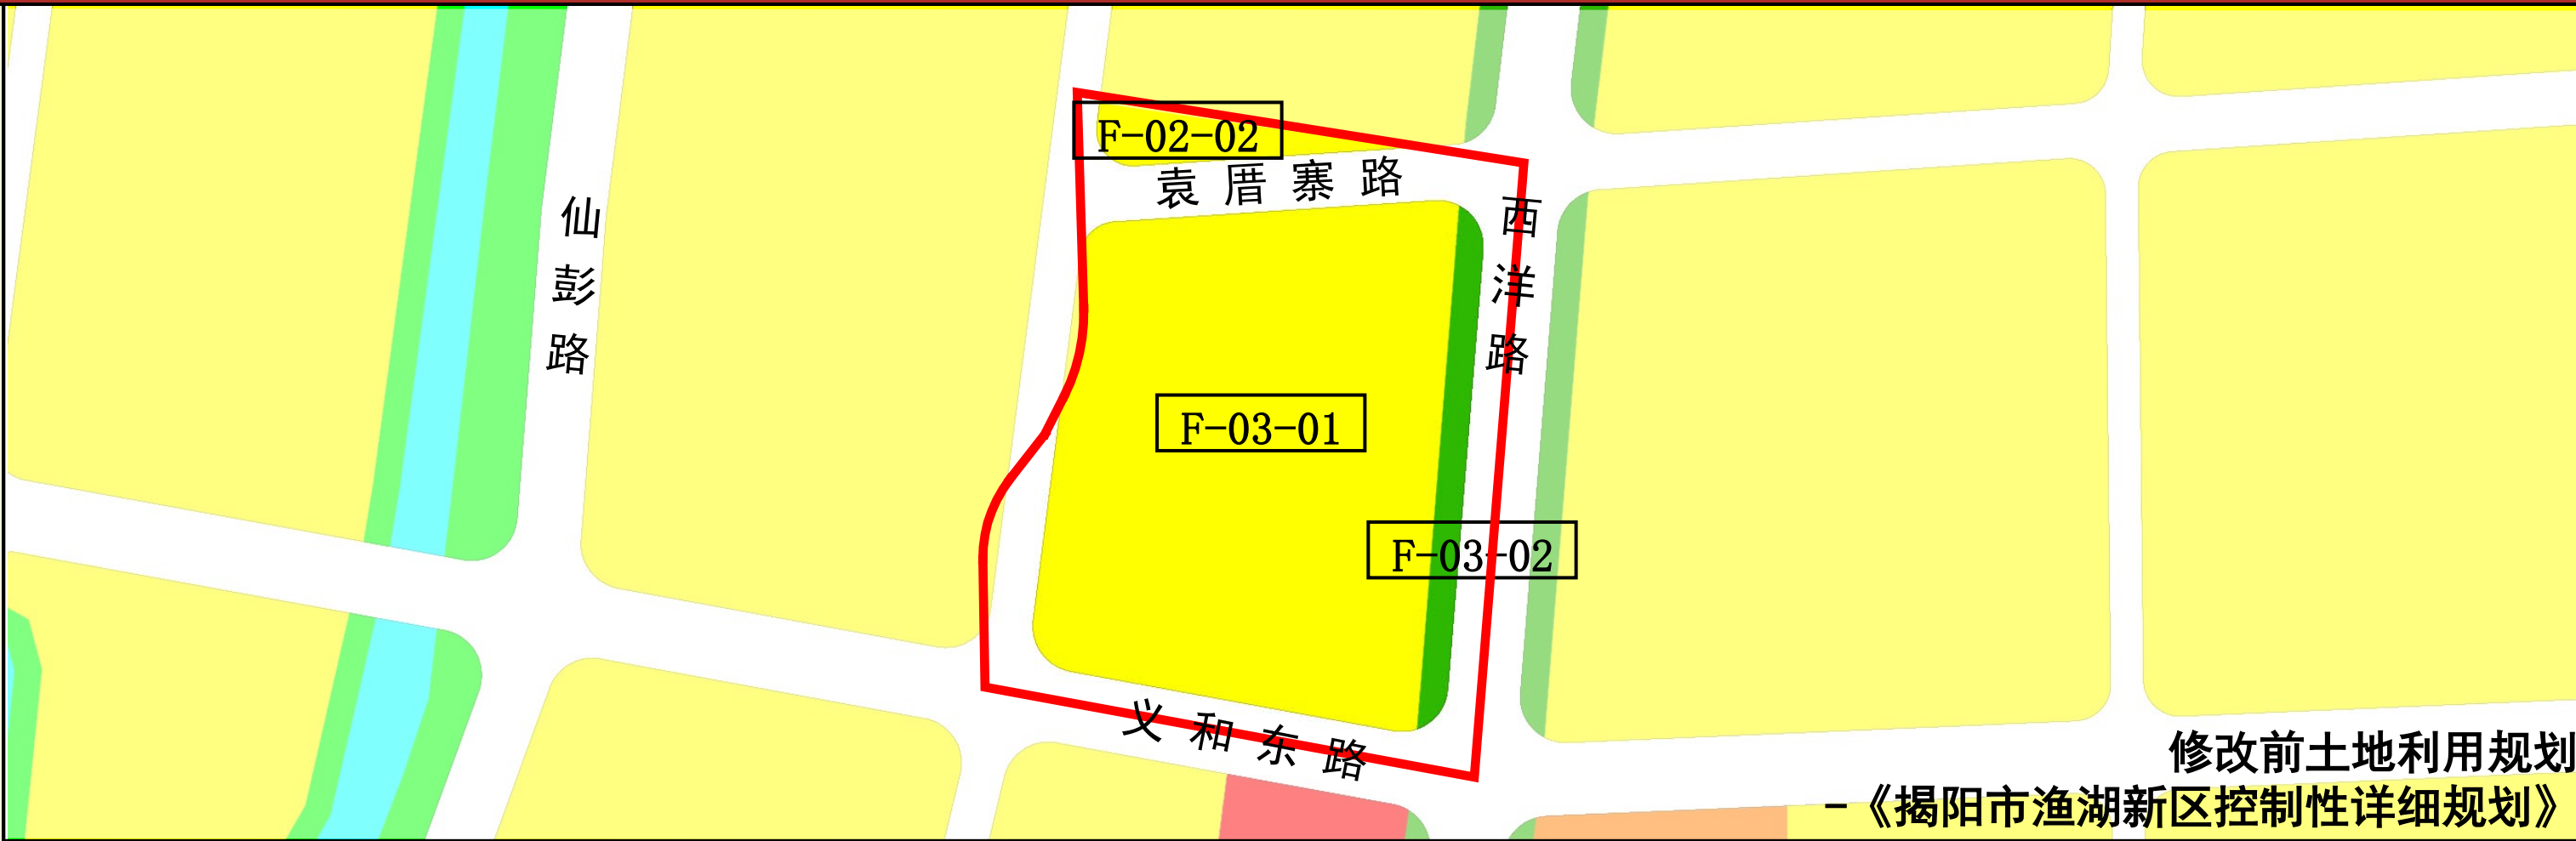 F-02-02
袁厝寨路
仙彭路
西洋路
F-03-01
F-03-02
义和东路
修改前土地利用规划
-《揭阳市渔湖新区控制性详细规划》